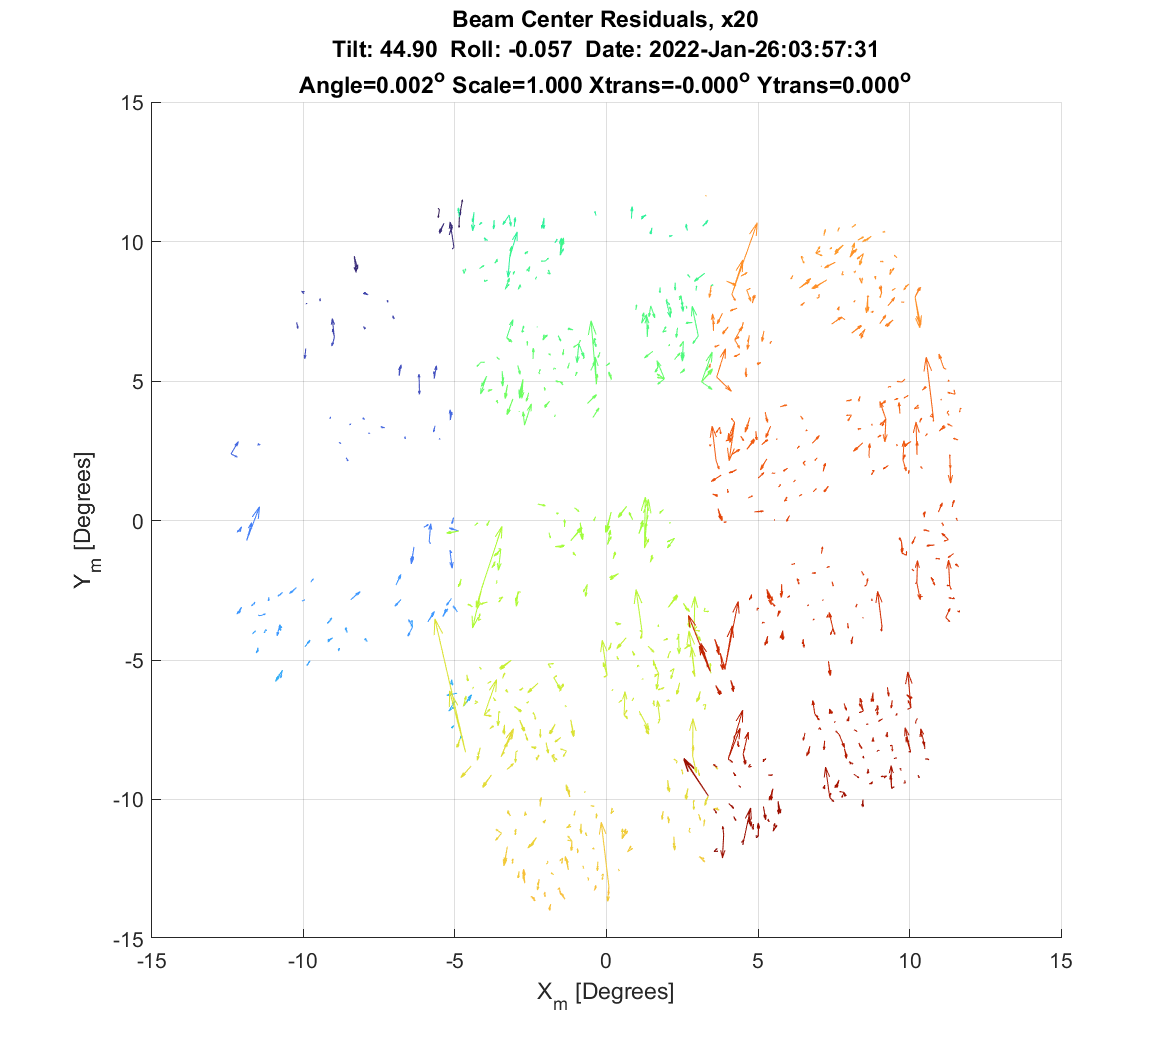 Beam Center Residuals, x20
Tilt: 44.90 Roll: -0.057 Date: 2022-Jan-26:03:57:31
Angle=0.002° Scale=1.000 Xtrans=-0.000° Ytrans=0.000°
15
10
5
0
-5
-10
-15
Y_m [Degrees]
-15 -10 -5 0 5 10 15
X_m [Degrees]